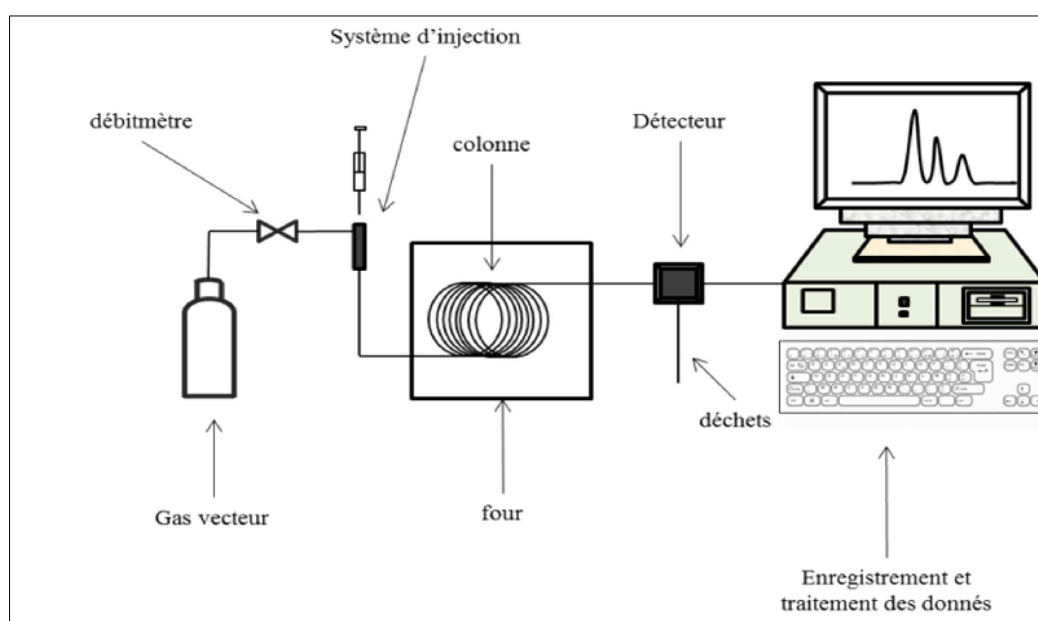 Système d'injection
débitmètre
Détecteur
colonne
déchets
Gas vecteur
four
Enregistrement et
traitement des donnés